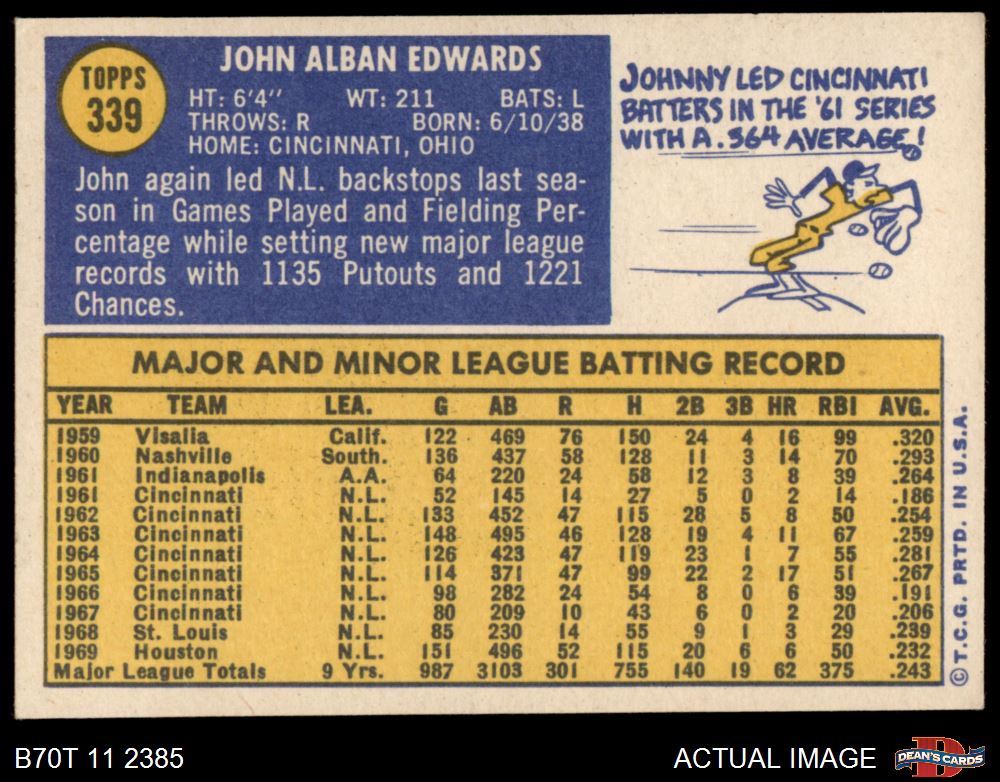 TOPPS
339
JOHN ALBAN EDWARDS
HT: 6'4" WT: 211 BATS: L
THROWS: R BORN: 6/10/38
HOME: CINCINNATI, OHIO
John again led N.L. backstops last sea-
son in Games Played and Fielding Per-
centage while setting new major league
records with 1135 Putouts and 1221
Chances.
JOHNNY LED CINCINNATI
BATTERS IN THE '61 SERIES
WITH A .364 AVERAGE!
MAJOR AND MINOR LEAGUE BATTING RECORD
YEAR TEAM LEA. G AB R H 2B 3B HR RBI AVG.
1959 Visalia Calif. 122 469 76 150 24 4 16 99 .320
1960 Nashville South. 136 437 58 128 11 3 14 70 .293
1961 Indianapolis A.A. 64 220 24 58 12 3 8 39 .264
1961 Cincinnati N.L. 52 145 14 27 5 0 2 14 .186
1962 Cincinnati N.L. 133 452 47 115 28 5 8 50 .254
1963 Cincinnati N.L. 148 495 46 128 19 4 11 67 .259
1964 Cincinnati N.L. 126 423 47 119 23 1 7 55 .281
1965 Cincinnati N.L. 114 371 47 99 22 2 17 51 .267
1966 Cincinnati N.L. 98 282 24 54 8 0 6 39 .191
1967 Cincinnati N.L. 80 209 10 43 6 0 2 20 .206
1968 St. Louis N.L. 85 230 14 55 9 1 3 29 .239
1969 Houston N.L. 151 496 52 115 20 6 6 50 .232
Major League Totals 9 Yrs. 987 3103 301 755 140 19 62 375 .243
©T.C.G. PRTD. IN U.S.A.
B70T 11 2385
ACTUAL IMAGE
D
DEAN'S CARDS